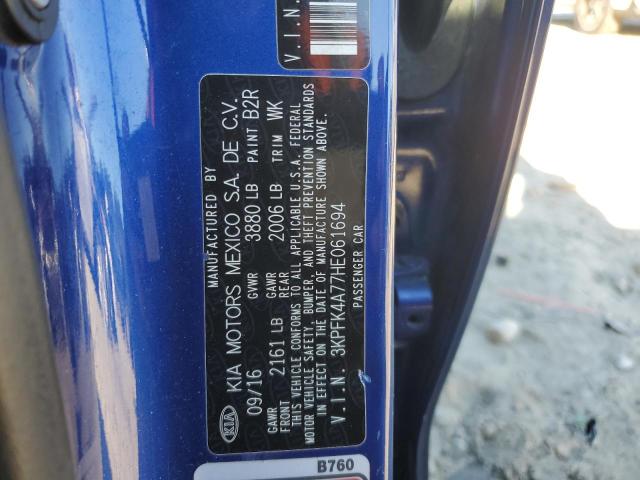 V.I.N.
MANUFACTURED BY
KIA KIA MOTORS MEXICO S.A. DE C.V.
09/16 GVWR 3880 LB PAINT B2R
GAWR FRONT 2161 LB GAWR REAR 2006 LB TRIM WK
THIS VEHICLE CONFORMS TO ALL APPLICABLE U.S.A. FEDERAL
MOTOR VEHICLE SAFETY, BUMPER, AND THEFT PREVENTION STANDARDS
IN EFFECT ON THE DATE OF MANUFACTURE SHOWN ABOVE.
V.I.N. 3KPFK4A77HE061694
PASSENGER CAR
B760